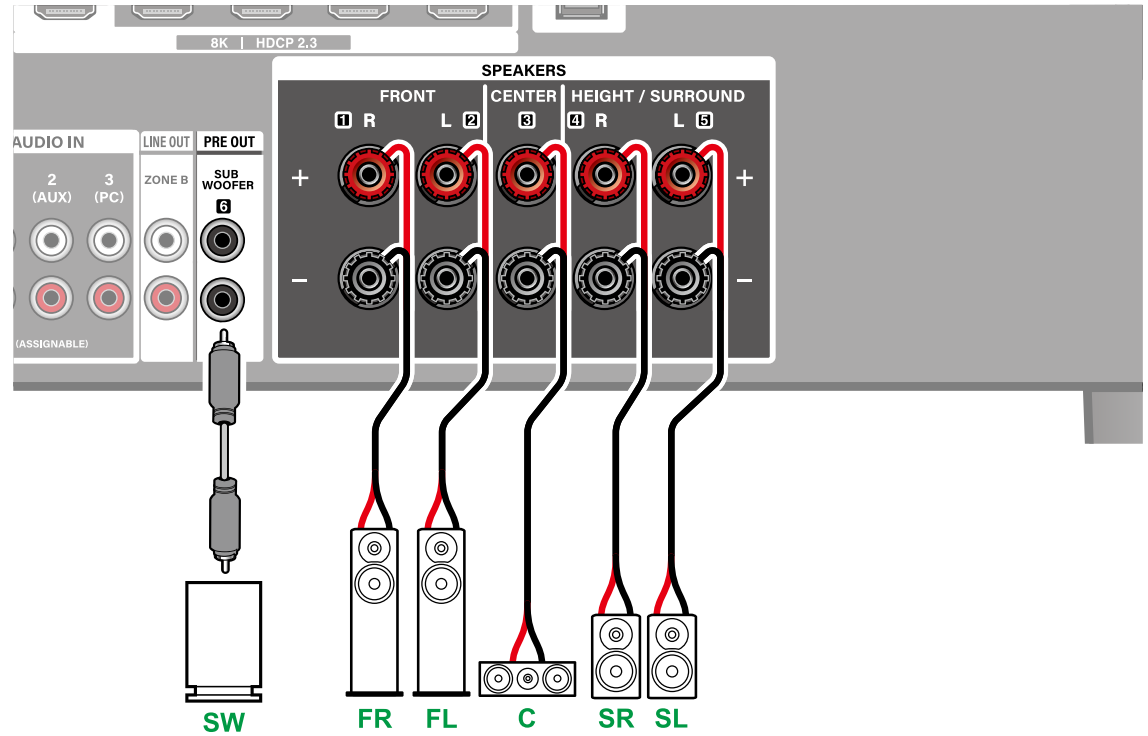 8K | HDCP 2.3
SPEAKERS
FRONT CENTER HEIGHT / SURROUND
1 R L 2 3 4 R L 5
AUDIO IN LINE OUT PRE OUT
2 (AUX)
3 (PC)
ZONE B
SUB
WOOFER
6
+ +
− −
(ASSIGNABLE)
SW FR FL C SR SL